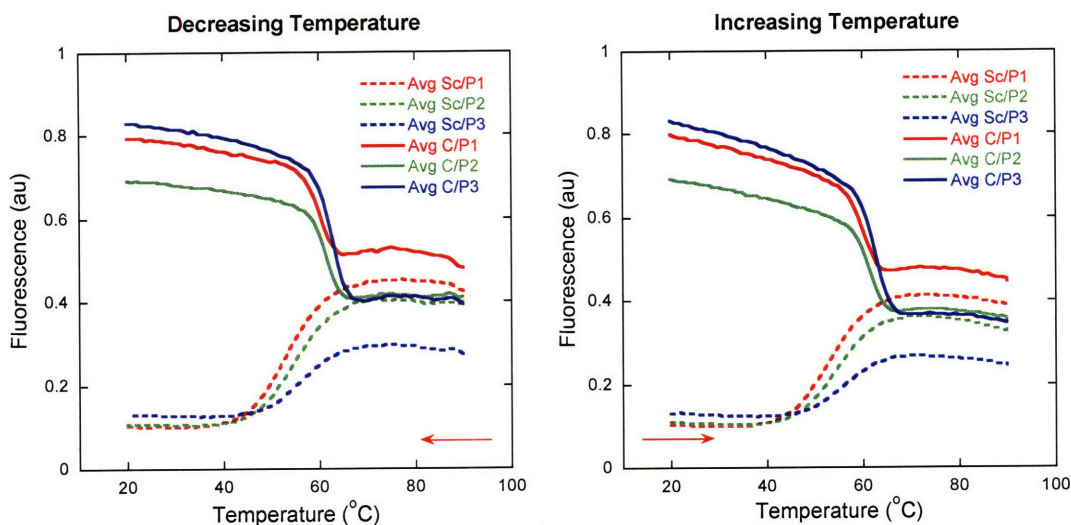 Decreasing Temperature
1
0.8
0.6
0.4
0.2
0
Fluorescence (au)
Avg Sc/P1
Avg Sc/P2
Avg Sc/P3
Avg C/P1
Avg C/P2
Avg C/P3
20 40 60 80 100
Temperature (°C)
Increasing Temperature
1
0.8
0.6
0.4
0.2
0
Fluorescence (au)
Avg Sc/P1
Avg Sc/P2
Avg Sc/P3
Avg C/P1
Avg C/P2
Avg C/P3
20 40 60 80 100
Temperature (°C)